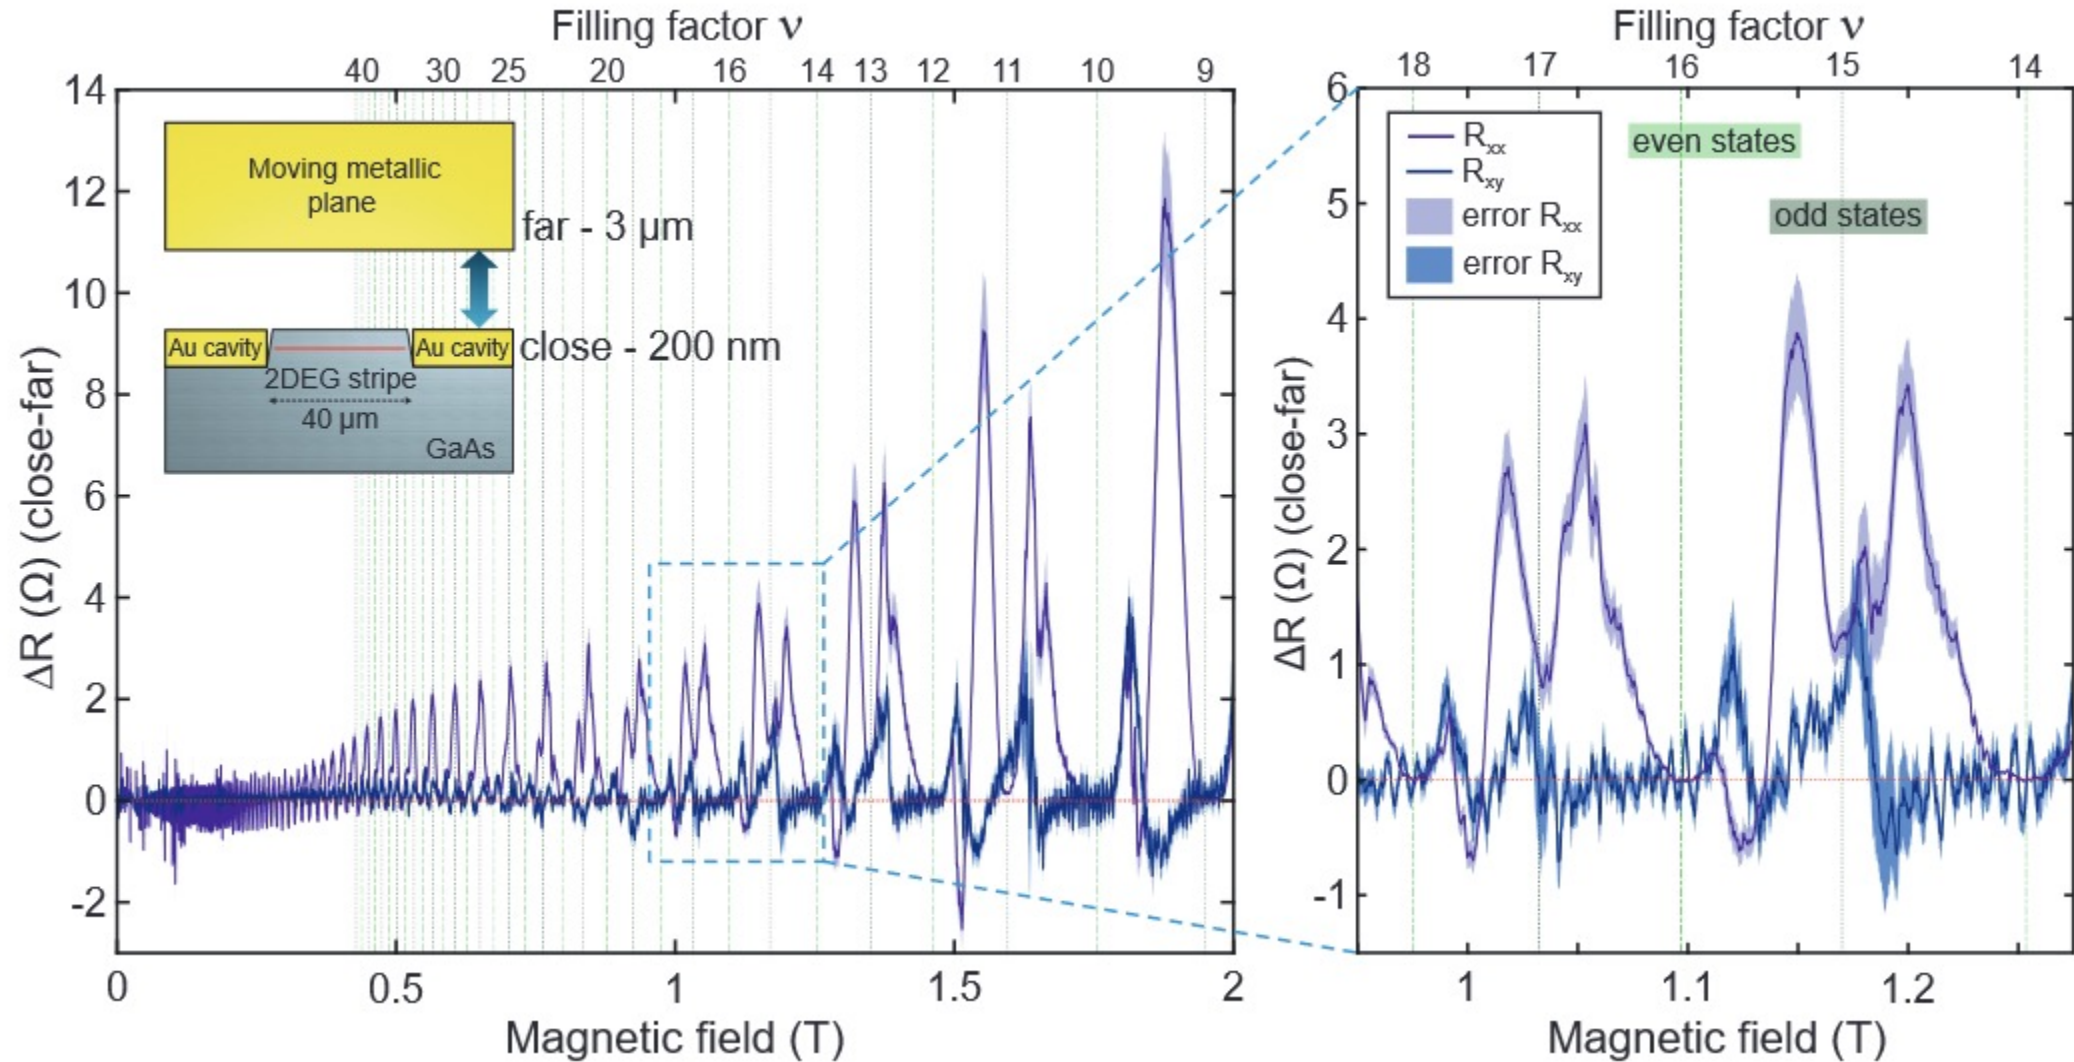 Filling factor ν
40 30 25 20 16 14 13 12 11 10 9
14
12
10
8
6
4
2
0
-2
ΔR (Ω) (close-far)
Moving metallic
plane
far - 3 μm
Au cavity
Au cavity
close - 200 nm
2DEG stripe
40 μm
GaAs
0 0.5 1 1.5 2
Magnetic field (T)
Filling factor ν
18 17 16 15 14
6
5
4
3
2
1
0
-1
ΔR (Ω) (close-far)
Rxx
Rxy
error Rxx
error Rxy
even states
odd states
1 1.1 1.2
Magnetic field (T)